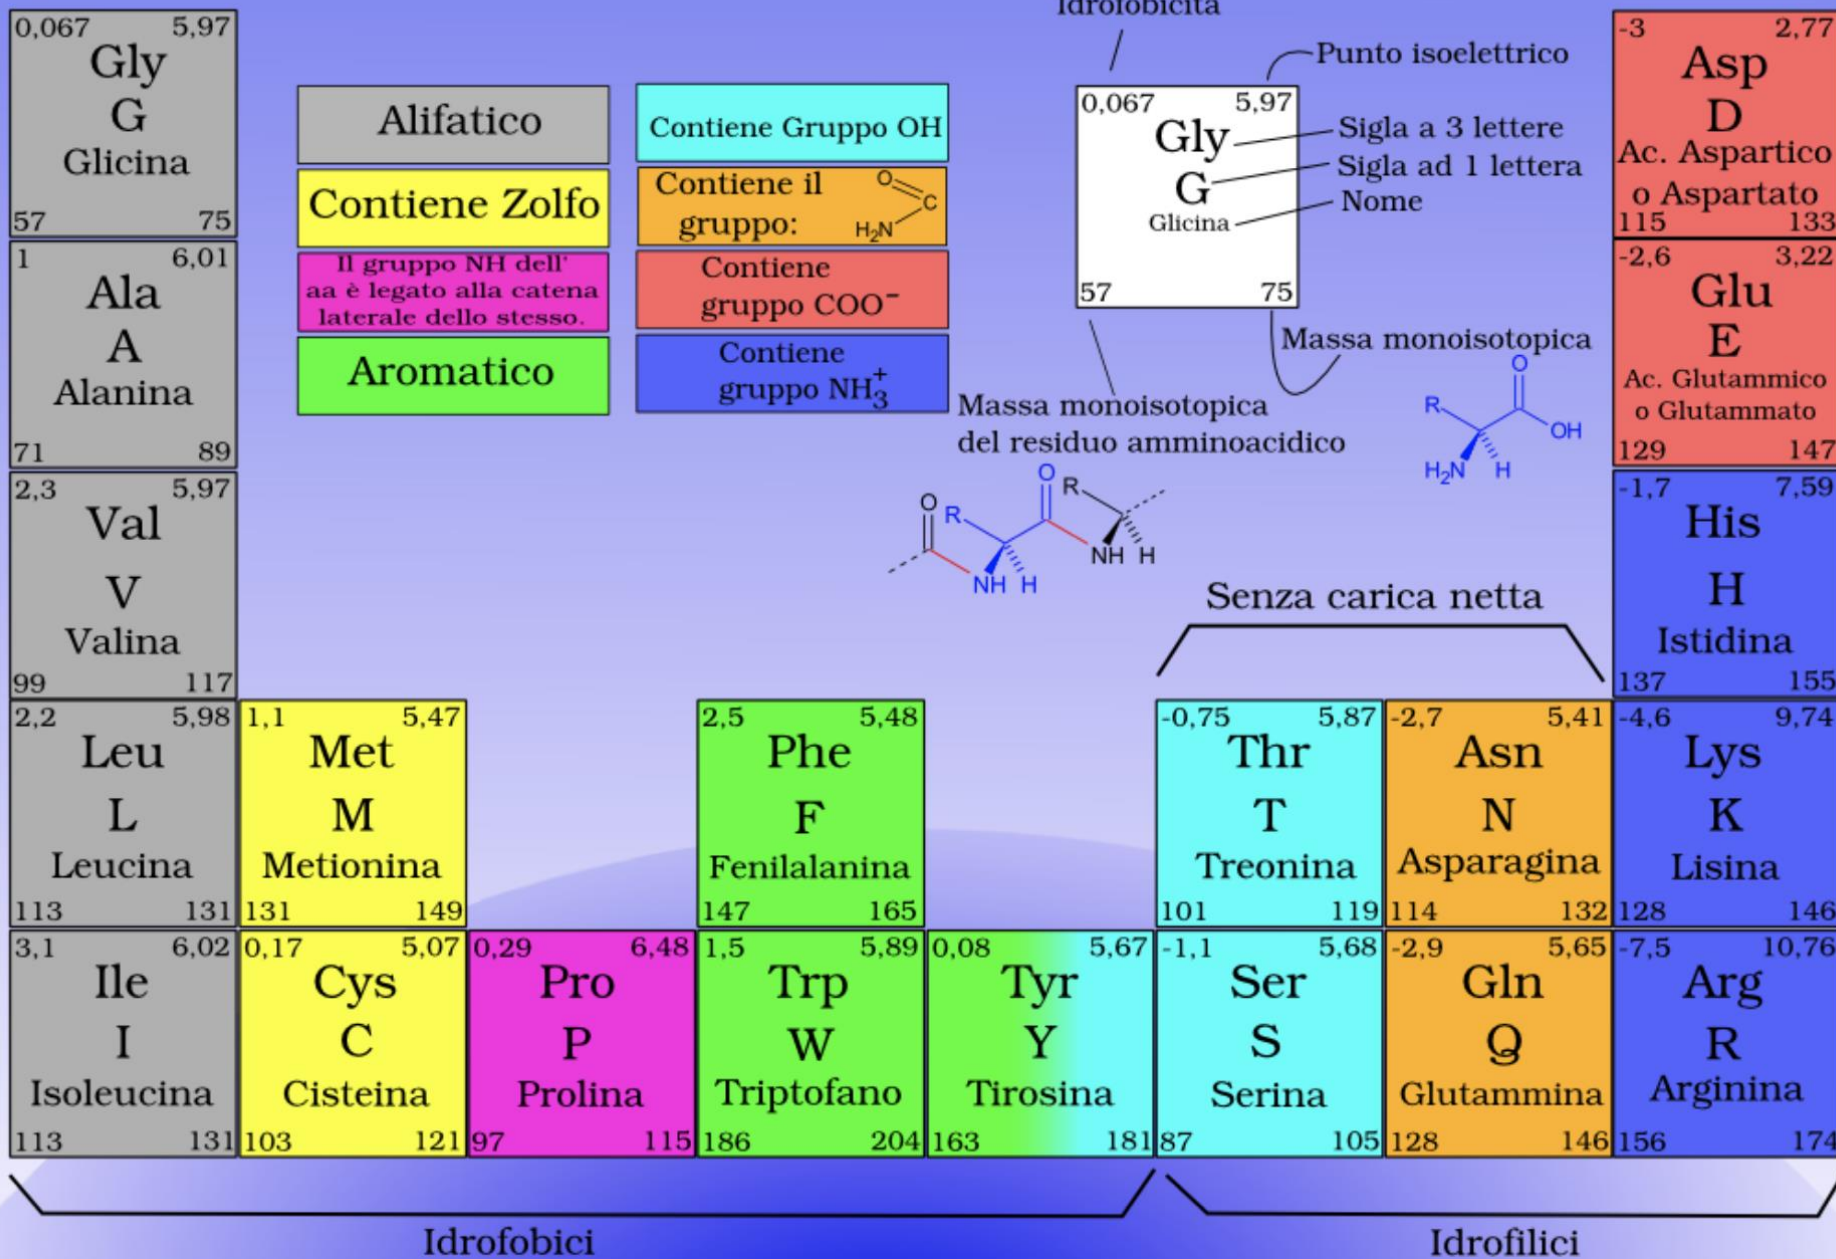 Idrofobicità
Punto isoelettrico
0,067 5,97
Gly
G
Glicina
57 75
Sigla a 3 lettere
Sigla ad 1 lettera
Nome
Massa monoisotopica
Massa monoisotopica
del residuo amminoacidico
O
R
OH
H₂N
H
O
R
O
R
NH
H
NH
H
Alifatico
Contiene Zolfo
Il gruppo NH dell'
aa è legato alla catena
laterale dello stesso.
Aromatico
Contiene Gruppo OH
Contiene il
gruppo:
O
C
H₂N
Contiene
gruppo COO⁻
Contiene
gruppo NH₃⁺
0,067 5,97
Gly
G
Glicina
57 75
1 6,01
Ala
A
Alanina
71 89
2,3 5,97
Val
V
Valina
99 117
2,2 5,98
Leu
L
Leucina
113 131
3,1 6,02
Ile
I
Isoleucina
113 131
1,1 5,47
Met
M
Metionina
131 149
0,17 5,07
Cys
C
Cisteina
103 121
0,29 6,48
Pro
P
Prolina
97 115
2,5 5,48
Phe
F
Fenilalanina
147 165
1,5 5,89
Trp
W
Triptofano
186 204
0,08 5,67
Tyr
Y
Tirosina
163 181
Senza carica netta
-0,75 5,87
Thr
T
Treonina
101 119
-1,1 5,68
Ser
S
Serina
87 105
-2,7 5,41
Asn
N
Asparagina
114 132
-2,9 5,65
Gln
Q
Glutammina
128 146
-3 2,77
Asp
D
Ac. Aspartico
o Aspartato
115 133
-2,6 3,22
Glu
E
Ac. Glutammico
o Glutammato
129 147
-1,7 7,59
His
H
Istidina
137 155
-4,6 9,74
Lys
K
Lisina
128 146
-7,5 10,76
Arg
R
Arginina
156 174
Idrofobici
Idrofilici